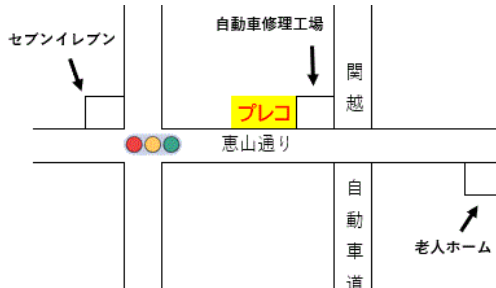 セブンイレブン
自動車修理工場
プレコ
関越
恵山通り
自動車道
老人ホーム